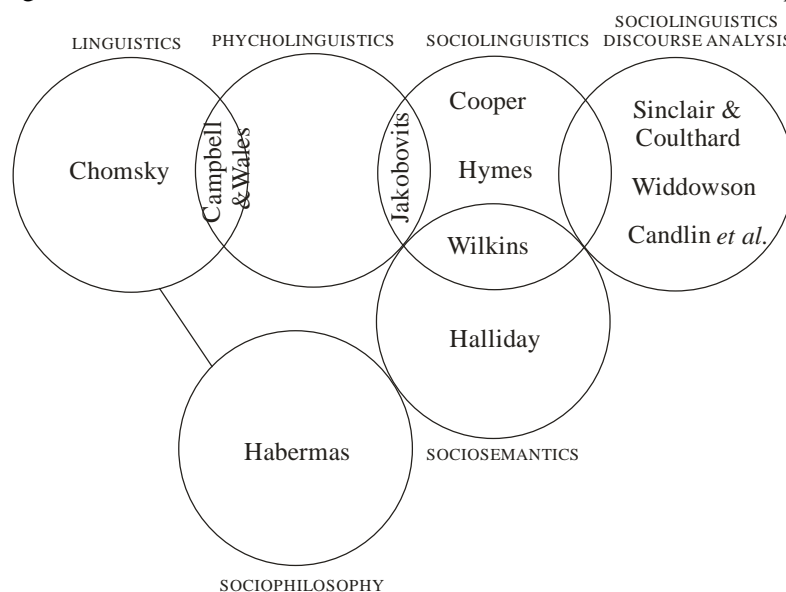 SOCIOLINGUISTICS
LINGUISTICS
PHYCHOLINGUISTICS
SOCIOLINGUISTICS
DISCOURSE ANALYSIS
Cooper
Sinclair &
Coulthard
Chomsky
Campbell
& Wales
Jakobovits
Hymes
Widdowson
Wilkins
Candlin et al.
Halliday
Habermas
SOCIOSEMANTICS
SOCIOPHILOSOPHY